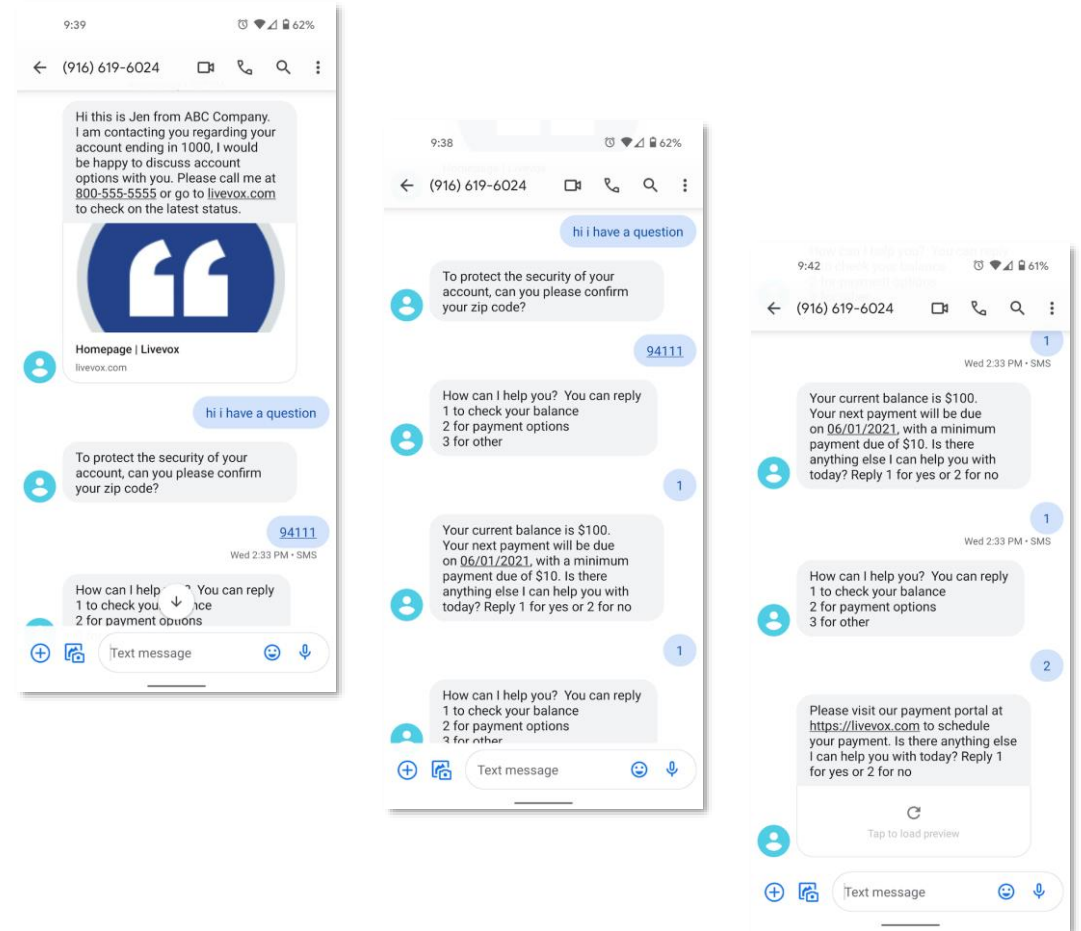 9:39
62%
(916) 619-6024
Hi this is Jen from ABC Company.
I am contacting you regarding your
account ending in 1000, I would
be happy to discuss account
options with you. Please call me at
800-555-5555 or go to livevox.com
to check on the latest status.
Homepage | Livevox
livevox.com
hi i have a question
To protect the security of your
account, can you please confirm
your zip code?
94111
Wed 2:33 PM • SMS
How can I help ? You can reply
1 to check you nce
2 for payment options
Text message
9:38
62%
(916) 619-6024
hi i have a question
To protect the security of your
account, can you please confirm
your zip code?
94111
How can I help you?  You can reply
1 to check your balance
2 for payment options
3 for other
1
Your current balance is $100.
Your next payment will be due
on 06/01/2021, with a minimum
payment due of $10. Is there
anything else I can help you with
today? Reply 1 for yes or 2 for no
1
How can I help you?  You can reply
1 to check your balance
2 for payment options
3 for other
Text message
9:42
61%
(916) 619-6024
1
Wed 2:33 PM • SMS
Your current balance is $100.
Your next payment will be due
on 06/01/2021, with a minimum
payment due of $10. Is there
anything else I can help you with
today? Reply 1 for yes or 2 for no
1
Wed 2:33 PM • SMS
How can I help you?  You can reply
1 to check your balance
2 for payment options
3 for other
2
Please visit our payment portal at
https://livevox.com to schedule
your payment. Is there anything else
I can help you with today? Reply 1
for yes or 2 for no
Tap to load preview
Text message